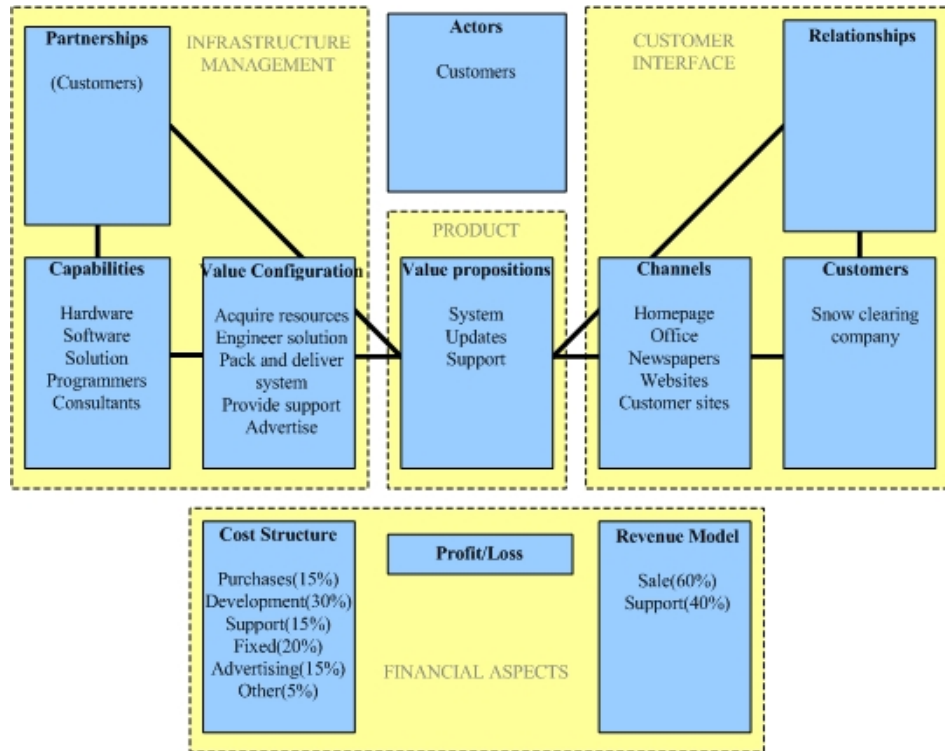 Partnerships
(Customers)
INFRASTRUCTURE
MANAGEMENT
Actors
Customers
CUSTOMER
INTERFACE
Relationships
Capabilities
Hardware
Software
Solution
Programmers
Consultants
Value Configuration
Acquire resources
Engineer solution
Pack and deliver
system
Provide support
Advertise
PRODUCT
Value propositions
System
Updates
Support
Channels
Homepage
Office
Newspapers
Websites
Customer sites
Customers
Snow clearing
company
Cost Structure
Purchases(15%)
Development(30%)
Support(15%)
Fixed(20%)
Advertising(15%)
Other(5%)
Profit/Loss
FINANCIAL ASPECTS
Revenue Model
Sale(60%)
Support(40%)